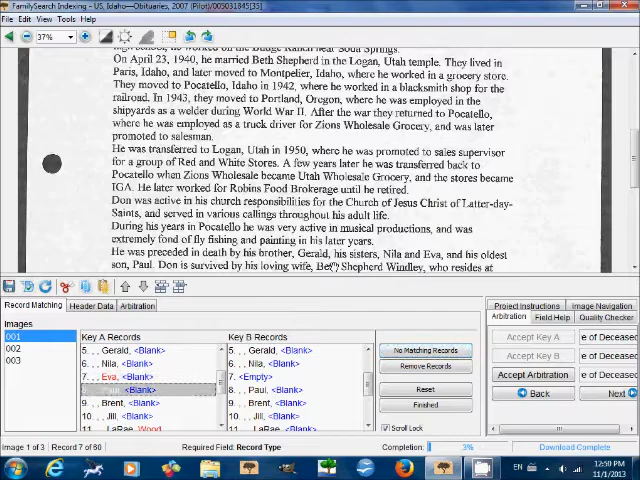 FamilySearch Indexing - US, Idaho—Obituaries, 2007 (Pilot)/005031845[35]
File Edit View Tools Help
37%
On April 23, 1940, he married Beth Shepherd in the Logan, Utah temple. They lived in
Paris, Idaho, and later moved to Montpelier, Idaho, where he worked in a grocery store.
They moved to Pocatello, Idaho in 1942, where he worked in a blacksmith shop for the
railroad. In 1943, they moved to Portland, Oregon, where he was employed in the
shipyards as a welder during World War II. After the war they returned to Pocatello,
where he was employed as a truck driver for Zions Wholesale Grocery, and was later
promoted to salesman.
He was transferred to Logan, Utah in 1950, where he was promoted to sales supervisor
for a group of Red and White Stores. A few years later he was transferred back to
Pocatello when Zions Wholesale became Utah Wholesale Grocery, and the stores became
IGA. He later worked for Robins Food Brokerage until he retired.
Don was active in his church responsibilities for the Church of Jesus Christ of Latter-day-
Saints, and served in various callings throughout his adult life.
During his years in Pocatello he was very active in musical productions, and was
extremely fond of fly fishing and painting in his later years.
He was preceded in death by his brother, Gerald, his sisters, Nila and Eva, and his oldest
son, Paul. Don is survived by his loving wife, Shepherd Windley, who resides at
Record Matching Header Data Arbitration
Images
001
002
003
Key A Records
5. , , Gerald, <Blank>
6. , , Nila, <Blank>
7. , , Eva, <Blank>
<Blank>
9. , , Brent, <Blank>
10. , , Jill, <Blank>
11. , , LaRae, Wood
Key B Records
5. , , Gerald, <Blank>
6. , , Nila, <Blank>
7. <Empty>
8. , , Paul, <Blank>
9. , , Brent, <Blank>
10. , , Jill, <Blank>
11. , , LaRae, <Blank>
No Matching Records
Remove Records
Reset
Finished
Scroll Lock
Project Instructions Image Navigation
Arbitration Field Help Quality Checker
Accept Key A
e of Deceased
Accept Key B
e of Deceased
Accept Arbitration
e of Deceased
Back
Next
Image 1 of 3 Record 7 of 60 Required Field: Record Type Completion: 3% Download Complete
EN
12:50 PM
11/1/2013